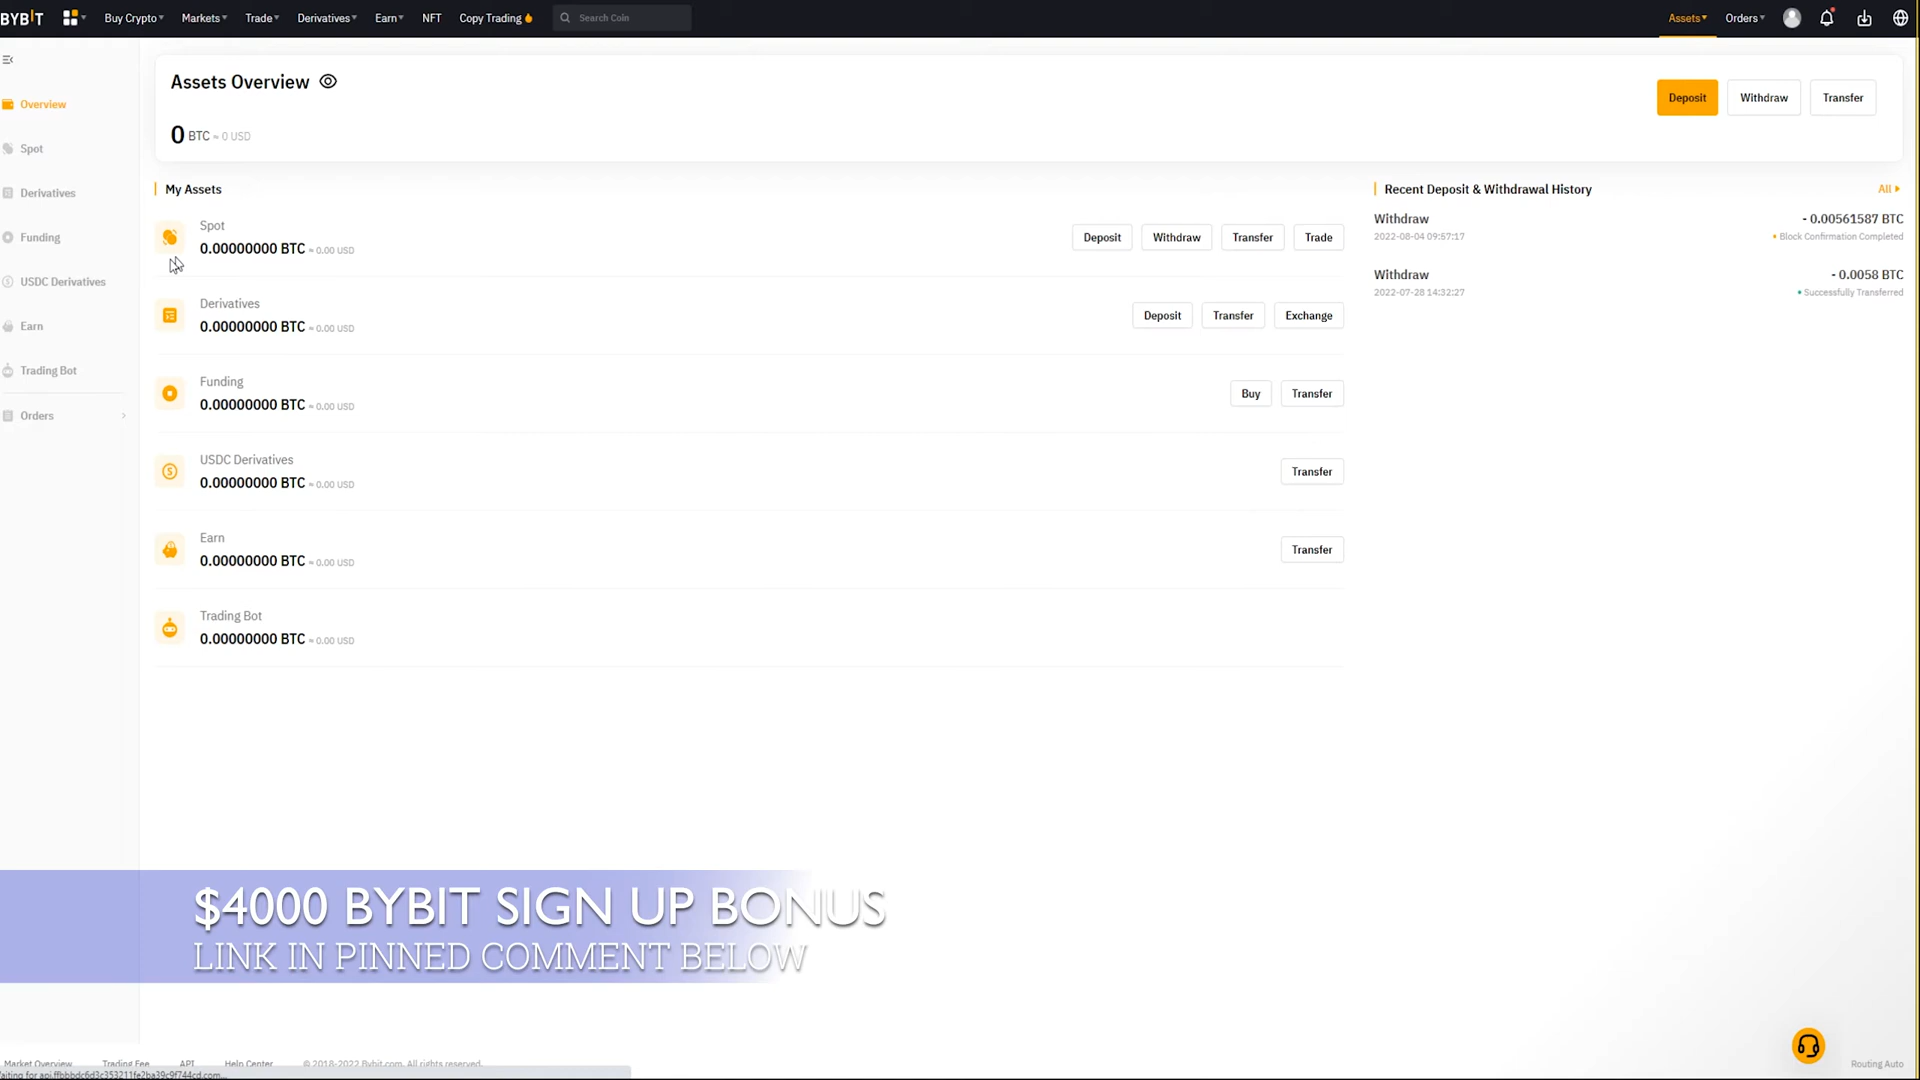 BYBIT Buy Crypto Markets Trade Derivatives Earn NFT Copy Trading Search Coin Assets Orders
Assets Overview
Deposit Withdraw Transfer
0 BTC ≈ 0 USD
Overview
Spot
Derivatives
Funding
USDC Derivatives
Earn
Trading Bot
Orders
My Assets
Spot
0.00000000 BTC ≈ 0.00 USD
Deposit Withdraw Transfer Trade
Derivatives
0.00000000 BTC ≈ 0.00 USD
Deposit Transfer Exchange
Funding
0.00000000 BTC ≈ 0.00 USD
Buy Transfer
USDC Derivatives
0.00000000 BTC ≈ 0.00 USD
Transfer
Earn
0.00000000 BTC ≈ 0.00 USD
Transfer
Trading Bot
0.00000000 BTC ≈ 0.00 USD
Recent Deposit & Withdrawal History All
Withdraw - 0.00561587 BTC
2022-08-04 09:57:17 Block Confirmation Completed
Withdraw - 0.0058 BTC
2022-07-28 14:32:27 Successfully Transferred
$4000 BYBIT SIGN UP BONUS
LINK IN PINNED COMMENT BELOW
Market Overview Trading Fee API Help Center © 2018-2022 Bybit.com. All rights reserved. Routing Auto